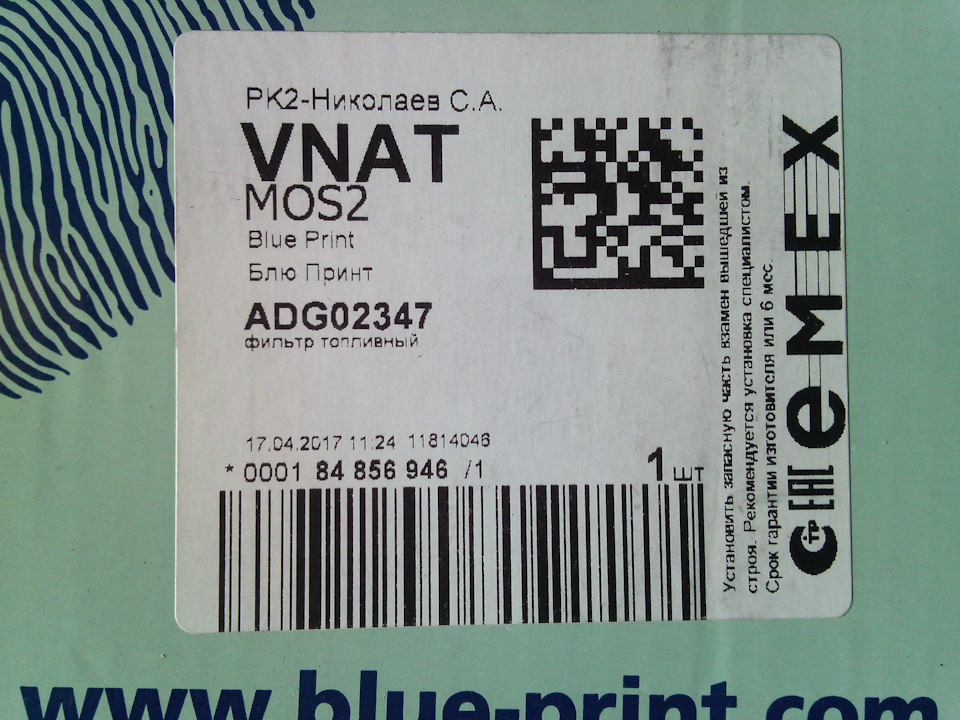 РК2-Николаев С.А.
VNAT
MOS2
Blue Print
Блю Принт
ADG02347
фильтр топливный
17.04.2017 11:24 11814046
* 0001 84 856 946 /1
1 ШТ
Установить запасную часть взамен вышедшей из
строя. Рекомендуется установка специалистом.
Срок гарантии изготовителя или 6 мес.
eMEX
EAC
www.blue-print.com